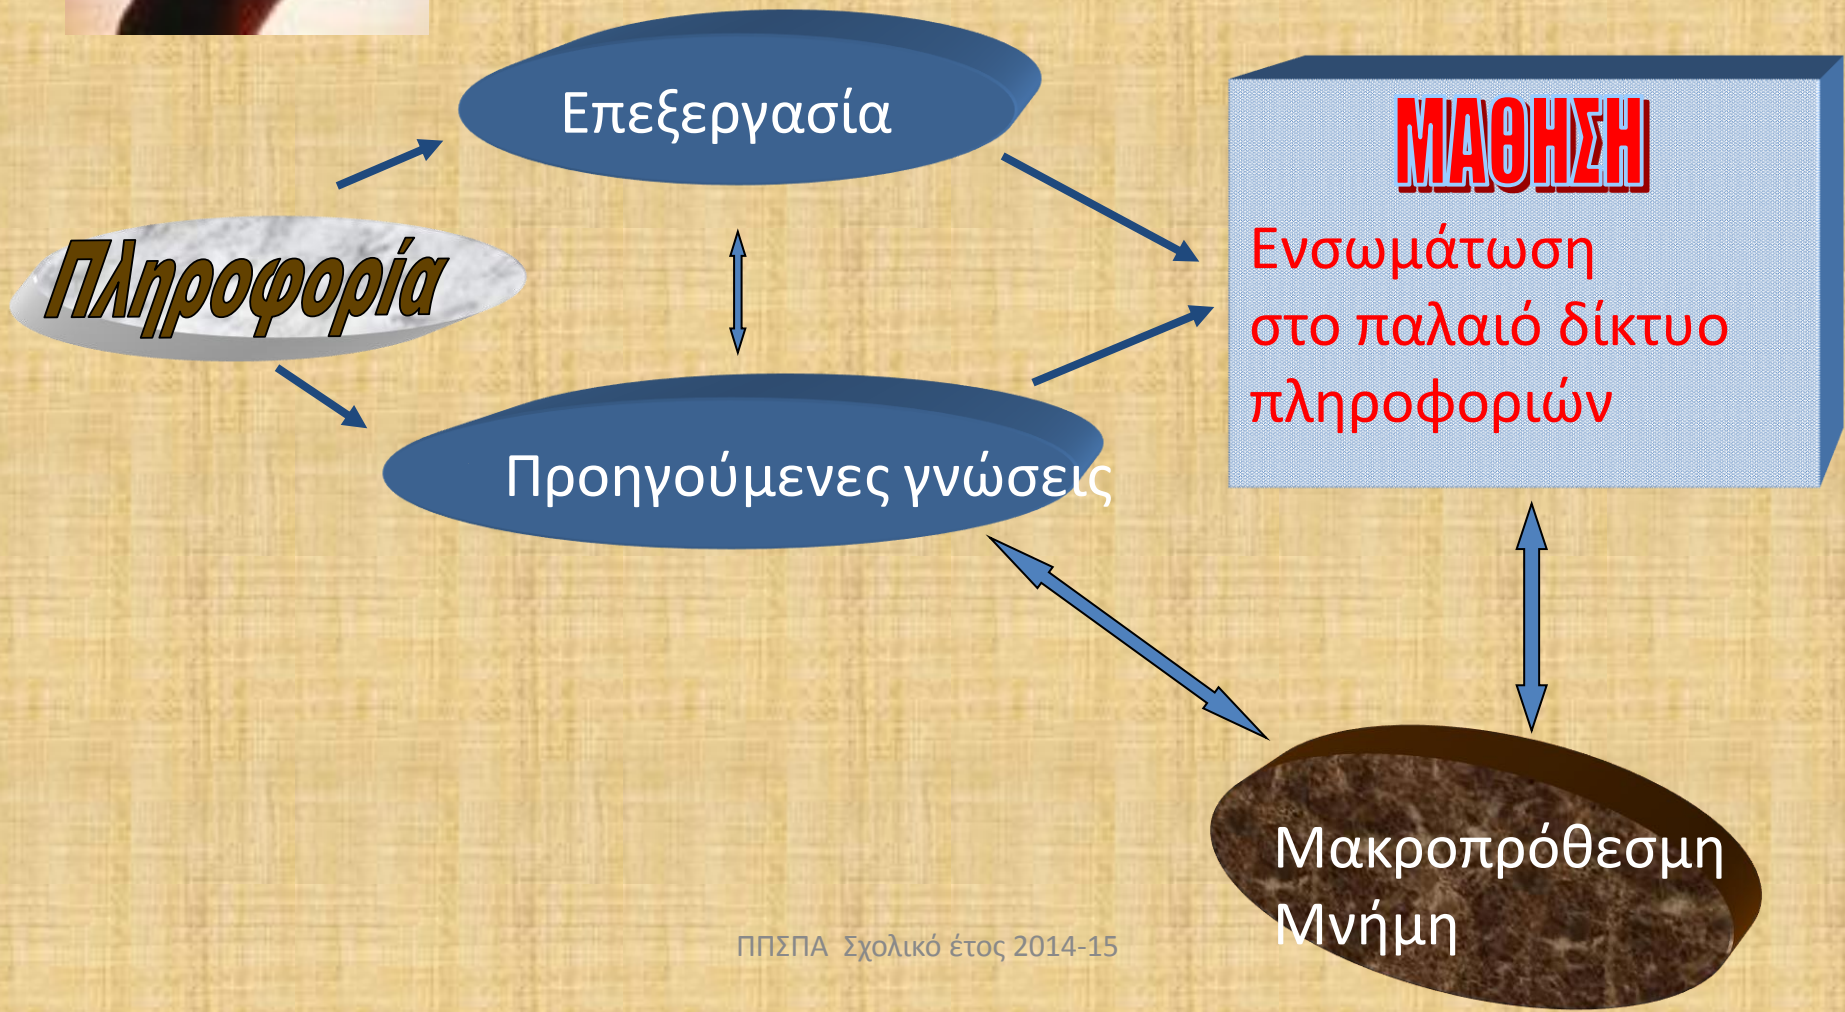 Επεξεργασία
ΜΑΘΗΣΗ
Πληροφορία
Ενσωμάτωση
στο παλαιό δίκτυο
πληροφοριών
Προηγούμενες γνώσεις
Μακροπρόθεσμη
Μνήμη
ΠΠΣΠΑ Σχολικό έτος 2014-15